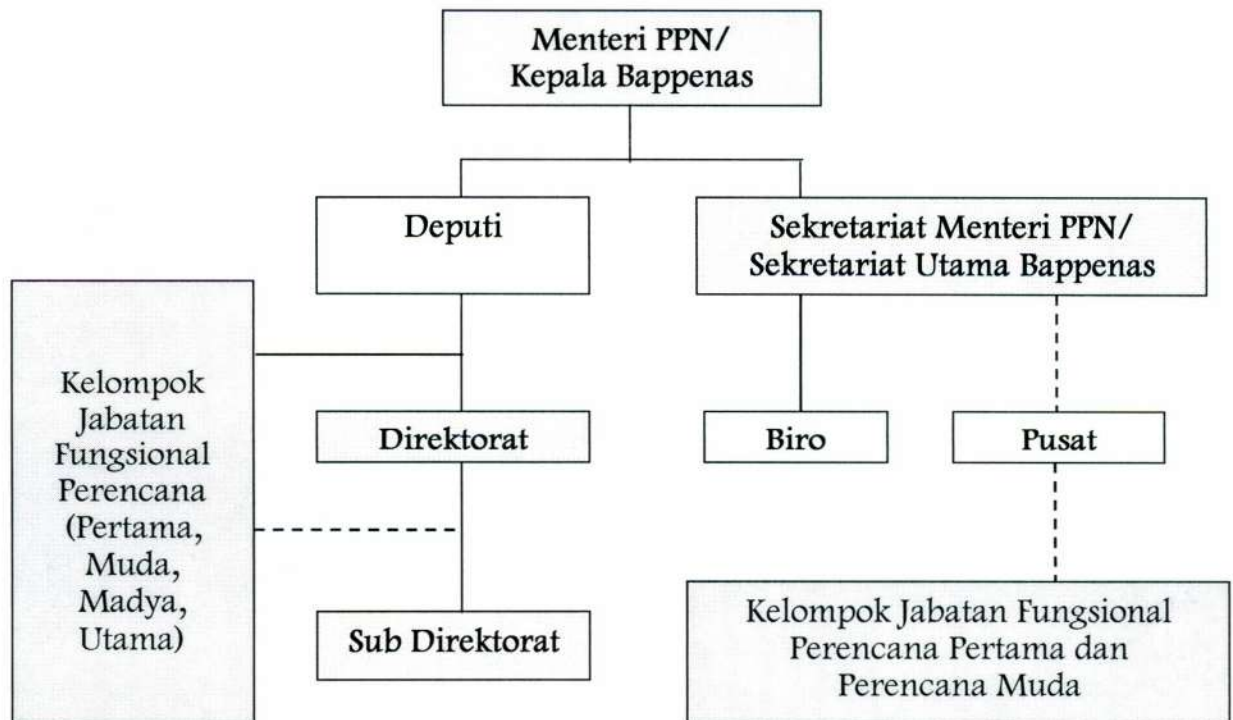 Menteri PPN/
Kepala Bappenas
Deputi
Sekretariat Menteri PPN/
Sekretariat Utama Bappenas
Kelompok
Jabatan
Fungsional
Perencana
(Pertama,
Muda,
Madya,
Utama)
Direktorat
Biro
Pusat
Sub Direktorat
Kelompok Jabatan Fungsional
Perencana Pertama dan
Perencana Muda